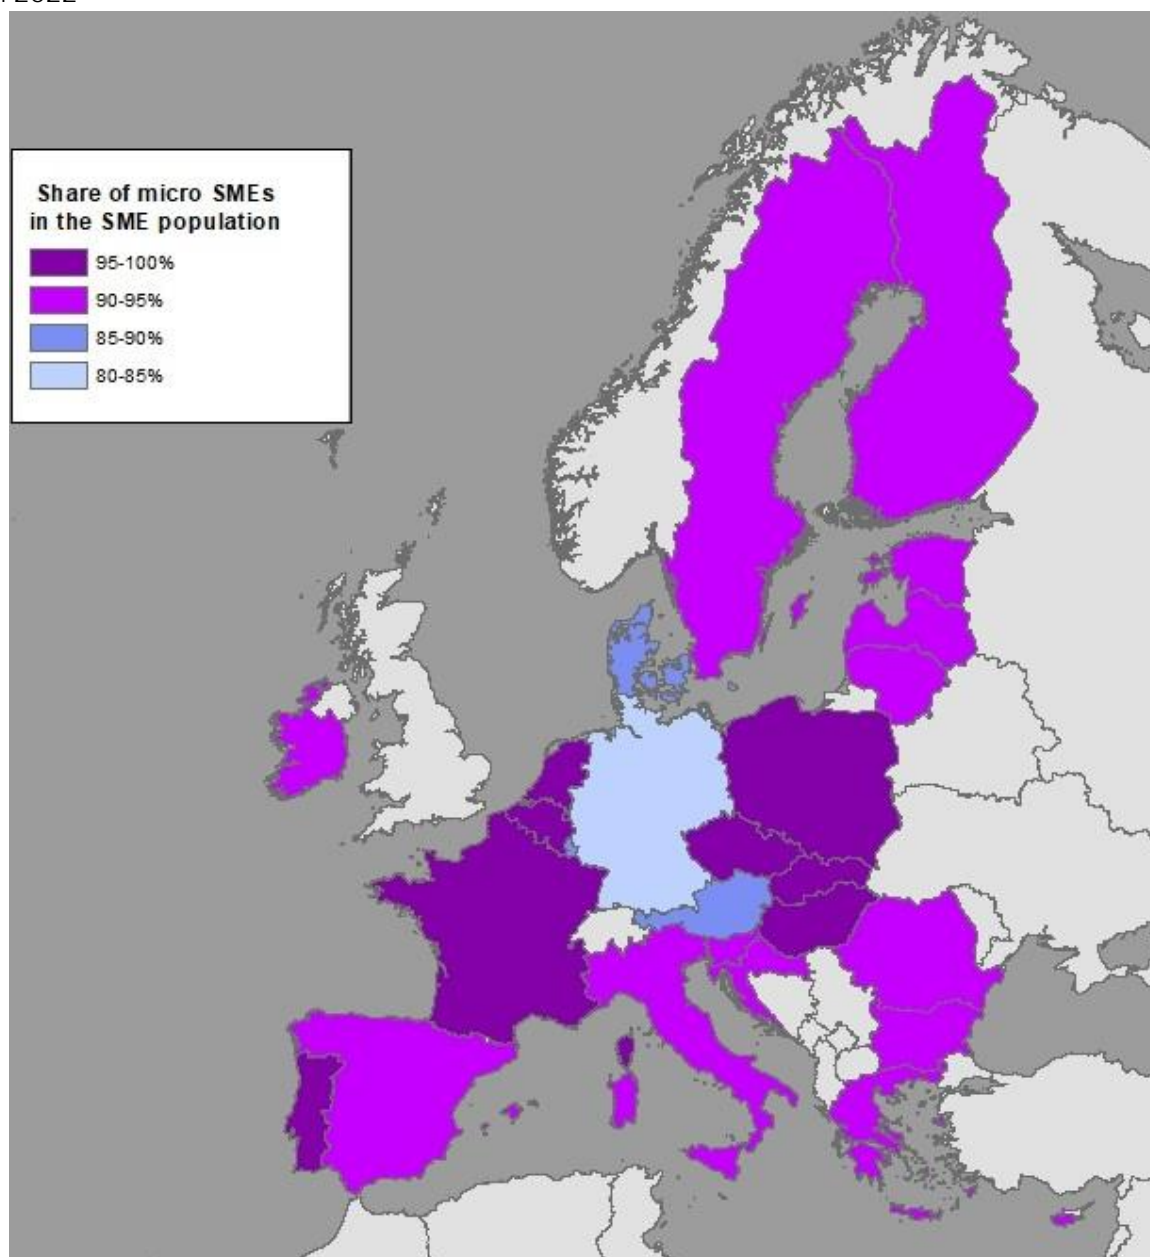 Share of micro SMEs
in the SME population
95-100%
90-95%
85-90%
80-85%